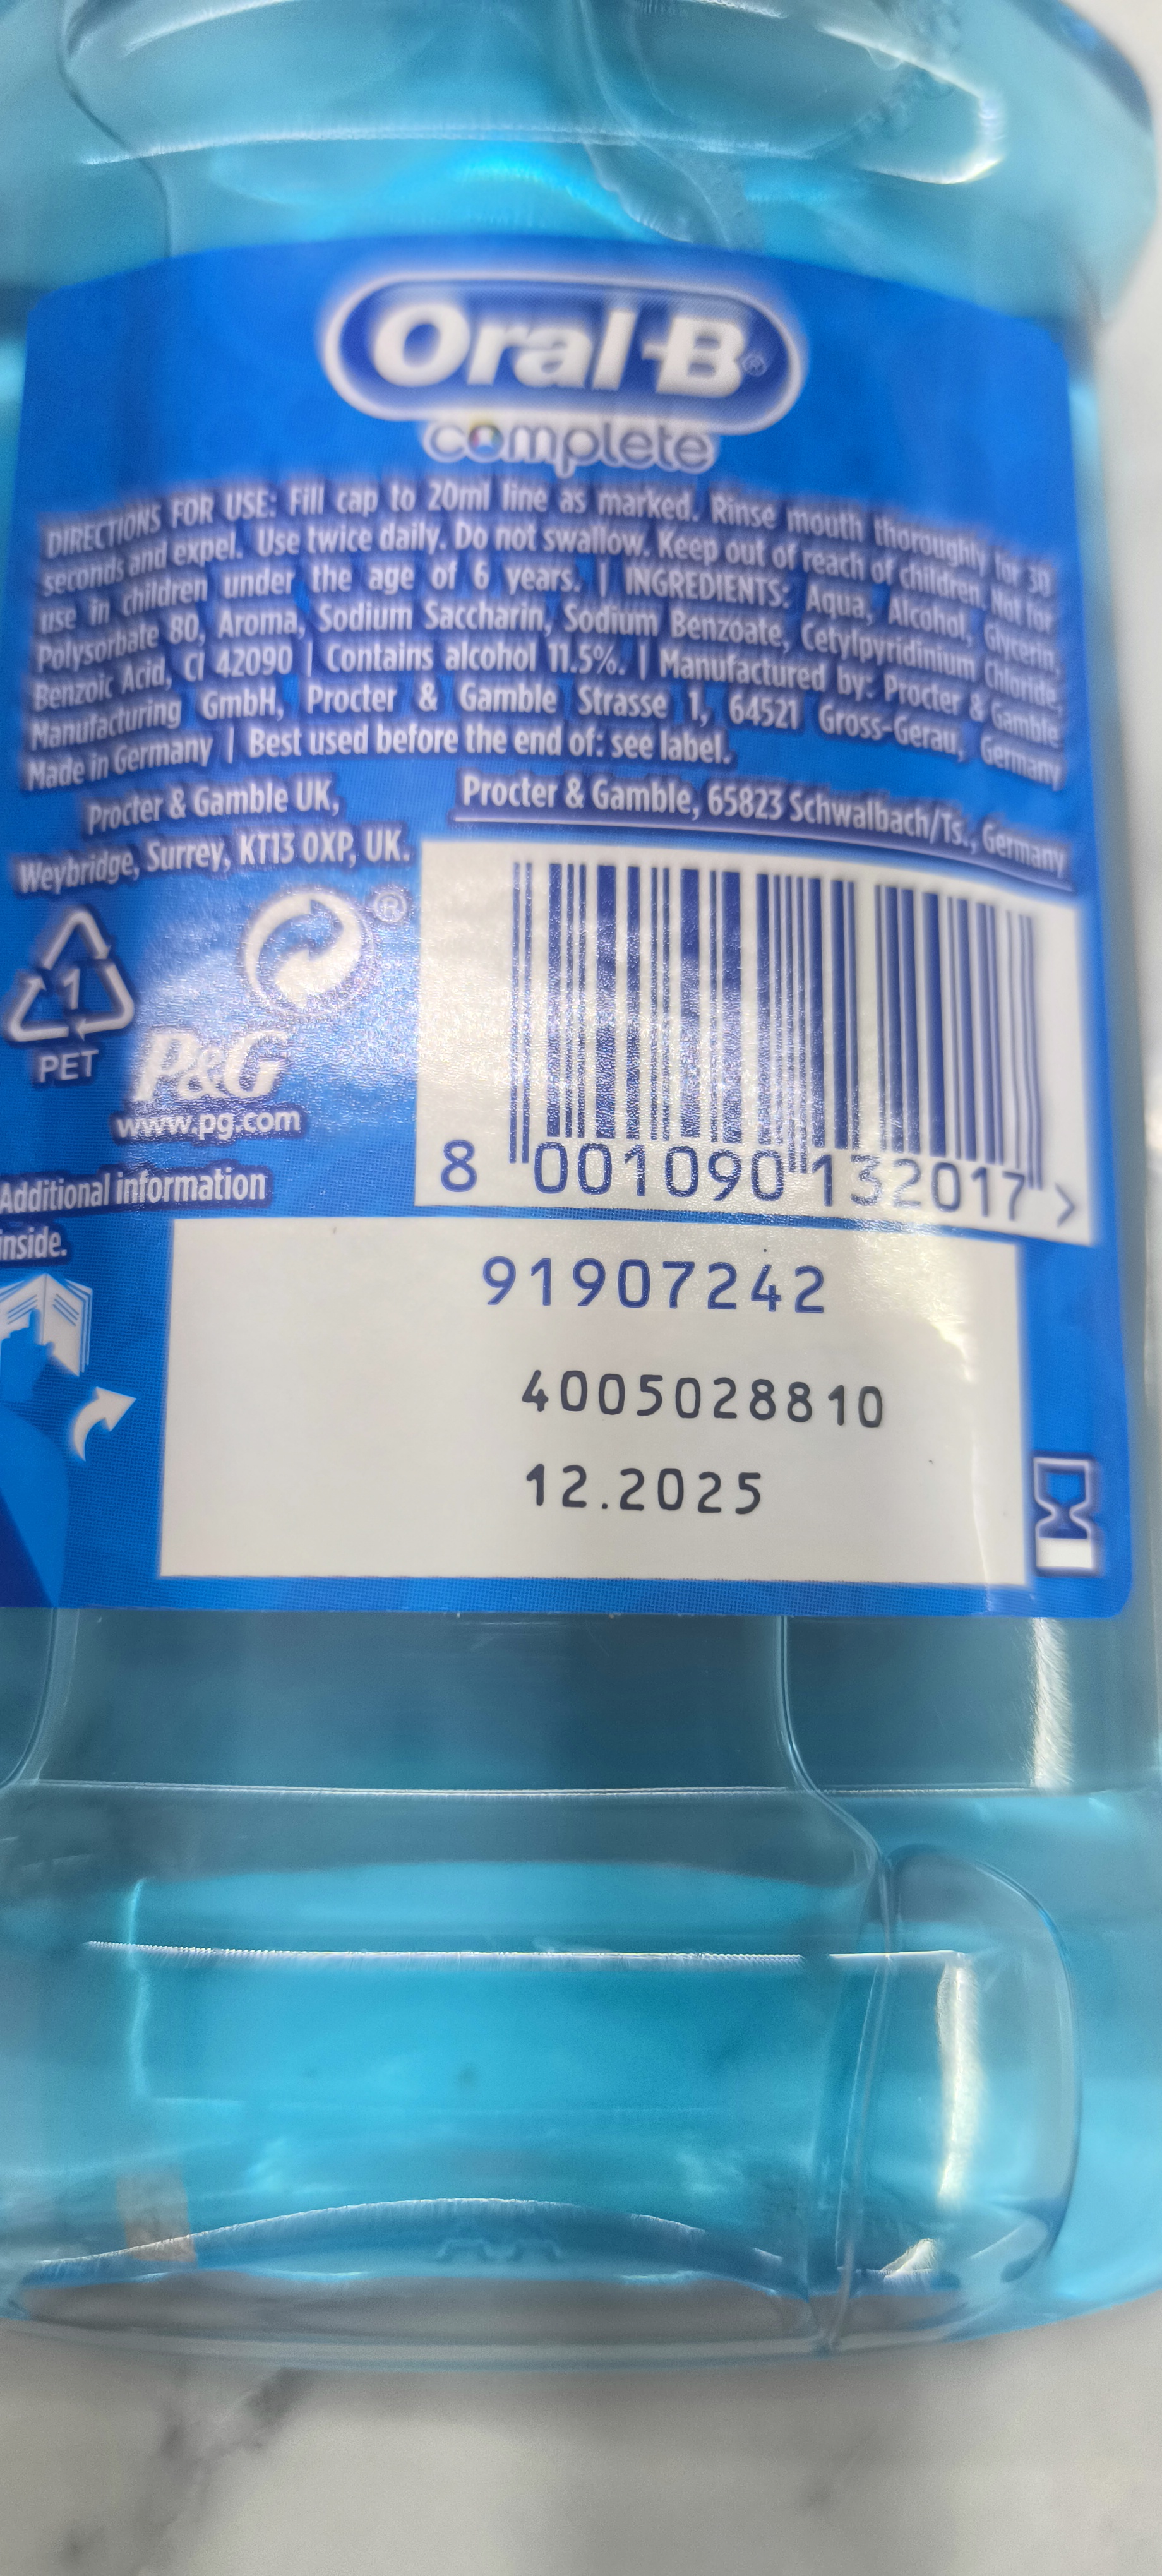 Oral-B®
complete
DIRECTIONS FOR USE: Fill cap to 20ml line as marked. Rinse mouth thoroughly for 30
seconds and expel. Use twice daily. Do not swallow. Keep out of reach of children. Not for
use in children under the age of 6 years. | INGREDIENTS: Aqua, Alcohol, Glycerin,
Polysorbate 80, Aroma, Sodium Saccharin, Sodium Benzoate, Cetylpyridinium Chloride,
Benzoic Acid, CI 42090 | Contains alcohol 11.5%. | Manufactured by: Procter & Gamble
Manufacturing GmbH, Procter & Gamble Strasse 1, 64521 Gross-Gerau, Germany
Made in Germany | Best used before the end of: see label.
Procter & Gamble UK,
Weybridge, Surrey, KT13 0XP, UK.
Procter & Gamble, 65823 Schwalbach/Ts., Germany
®
1
PET
P&G
www.pg.com
8 001090 132017 >
Additional information
inside.
91907242
4005028810
12.2025